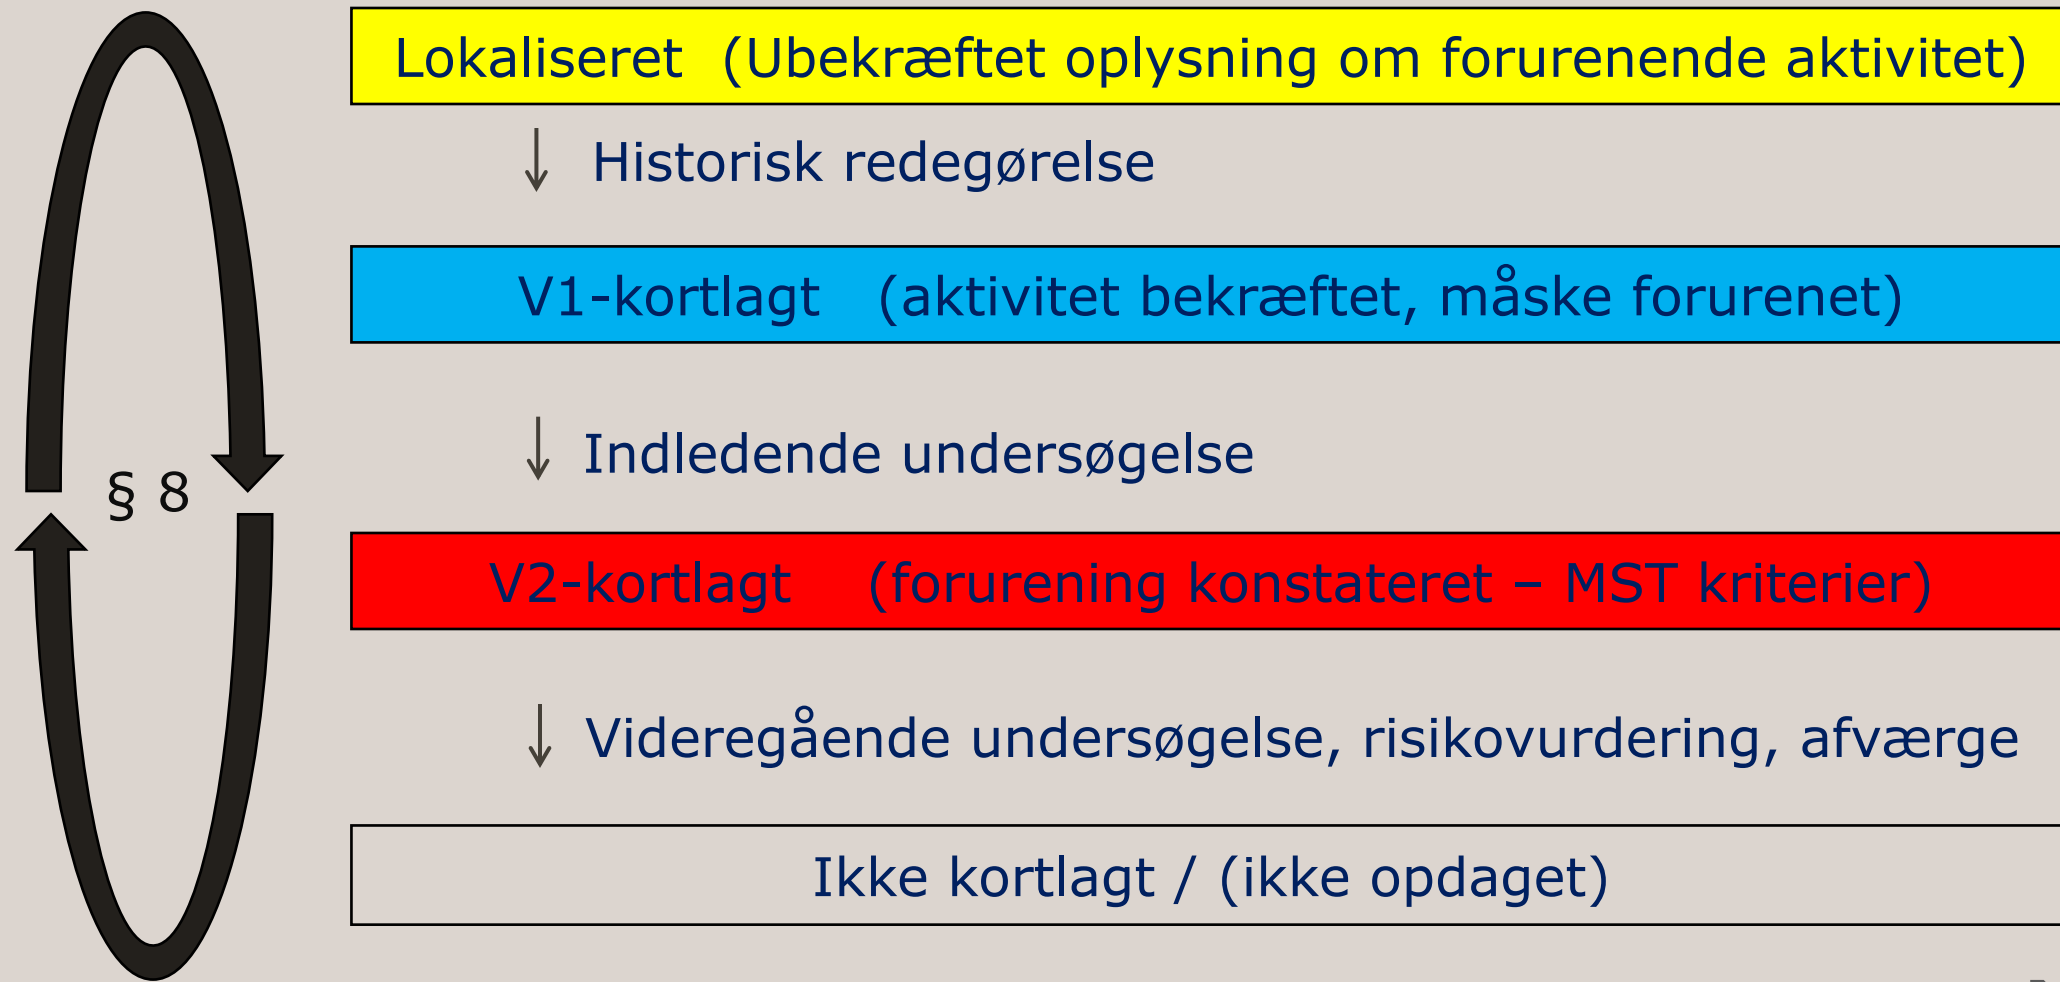 Lokaliseret (Ubekræftet oplysning om forurenende aktivitet)
Historisk redegørelse
V1-kortlagt (aktivitet bekræftet, måske forurenet)
Indledende undersøgelse
§ 8
V2-kortlagt (forurening konstateret – MST kriterier)
Videregående undersøgelse, risikovurdering, afværge
Ikke kortlagt / (ikke opdaget)